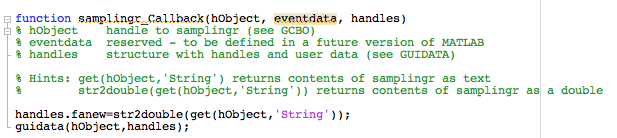 function samplingr_Callback(hObject, eventdata, handles)
% hObject    handle to samplingr (see GCBO)
% eventdata  reserved - to be defined in a future version of MATLAB
% handles    structure with handles and user data (see GUIDATA)
% Hints: get(hObject,'String') returns contents of samplingr as text
%        str2double(get(hObject,'String')) returns contents of samplingr as a double
handles.fanew=str2double(get(hObject,'String'));
guidata(hObject,handles);